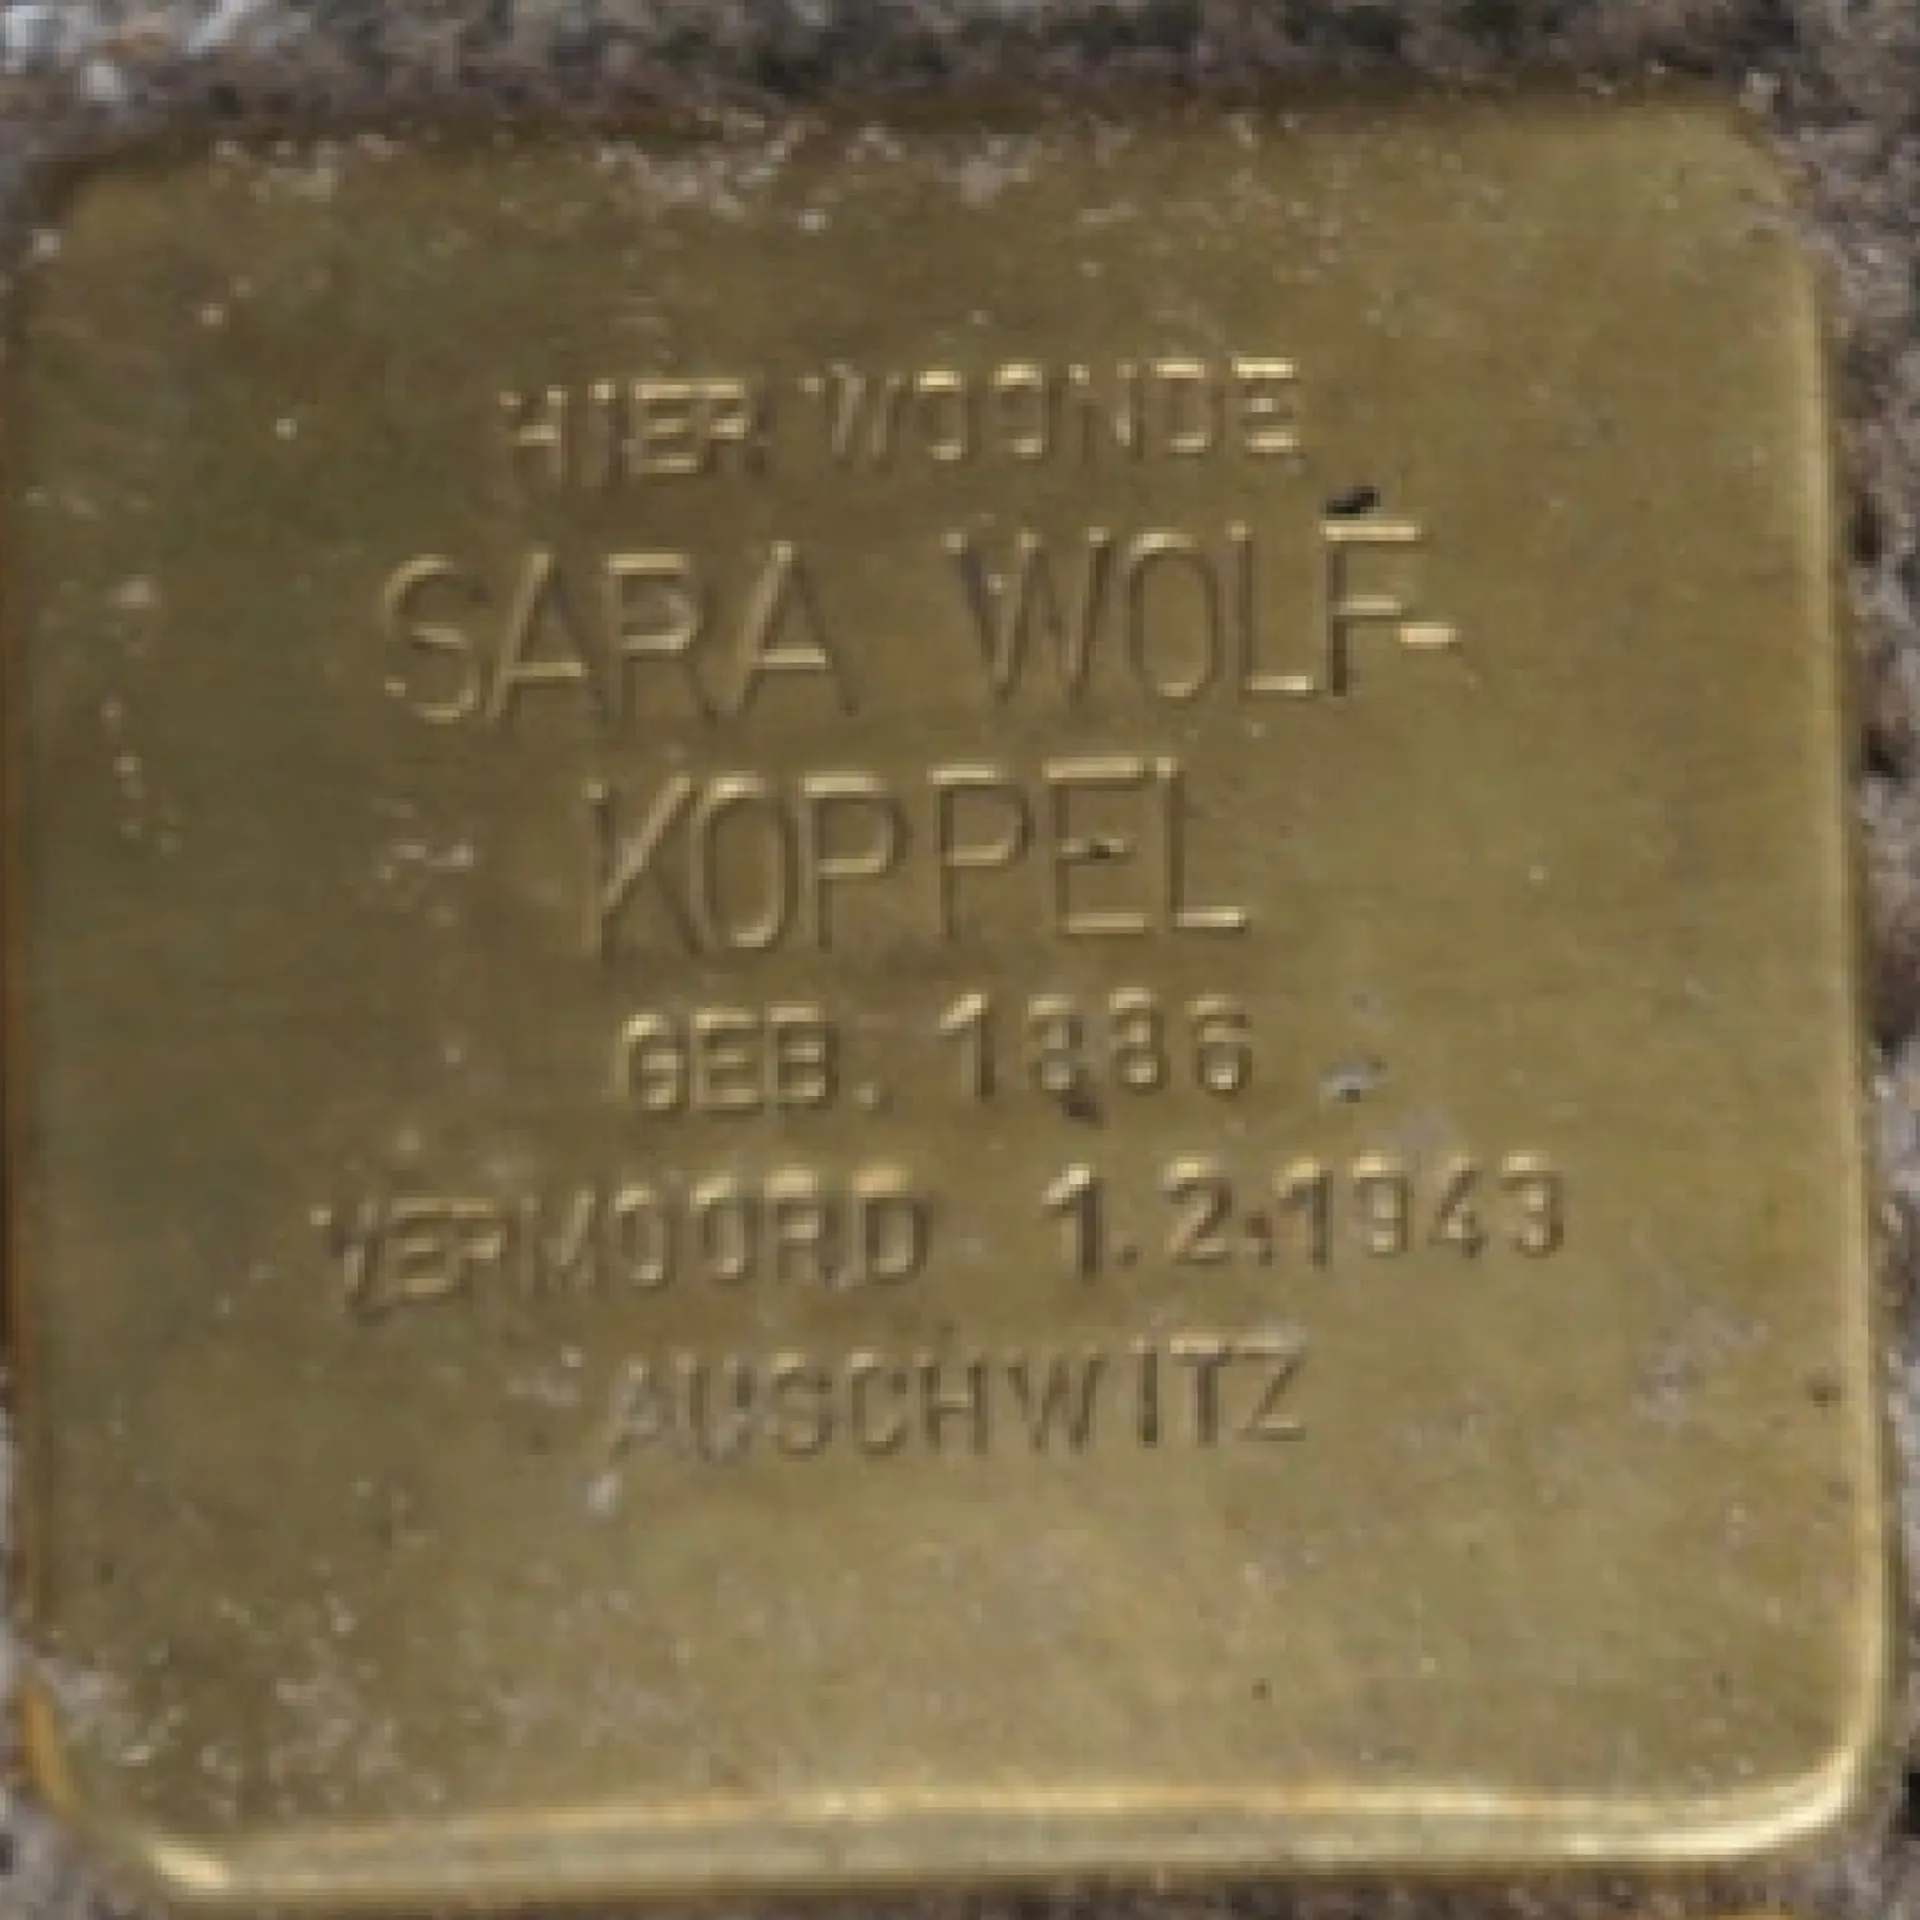 HIER WOONDE
SARA WOLF-
KOPPEL
GEB. 1886
VERMOORD 1.2.1943
AUSCHWITZ